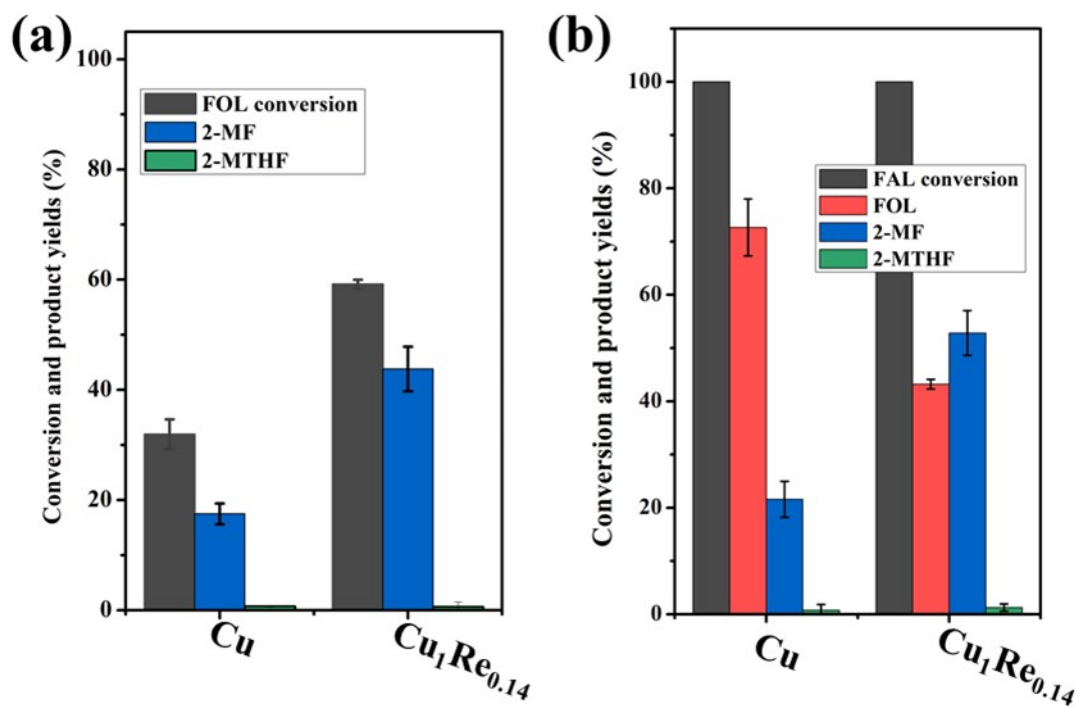 (a)
Conversion and product yields (%)
100
80
60
40
20
0
FOL conversion
2-MF
2-MTHF
Cu
Cu₁Re₀.₁₄
(b)
Conversion and product yields (%)
100
80
60
40
20
0
FAL conversion
FOL
2-MF
2-MTHF
Cu
Cu₁Re₀.₁₄